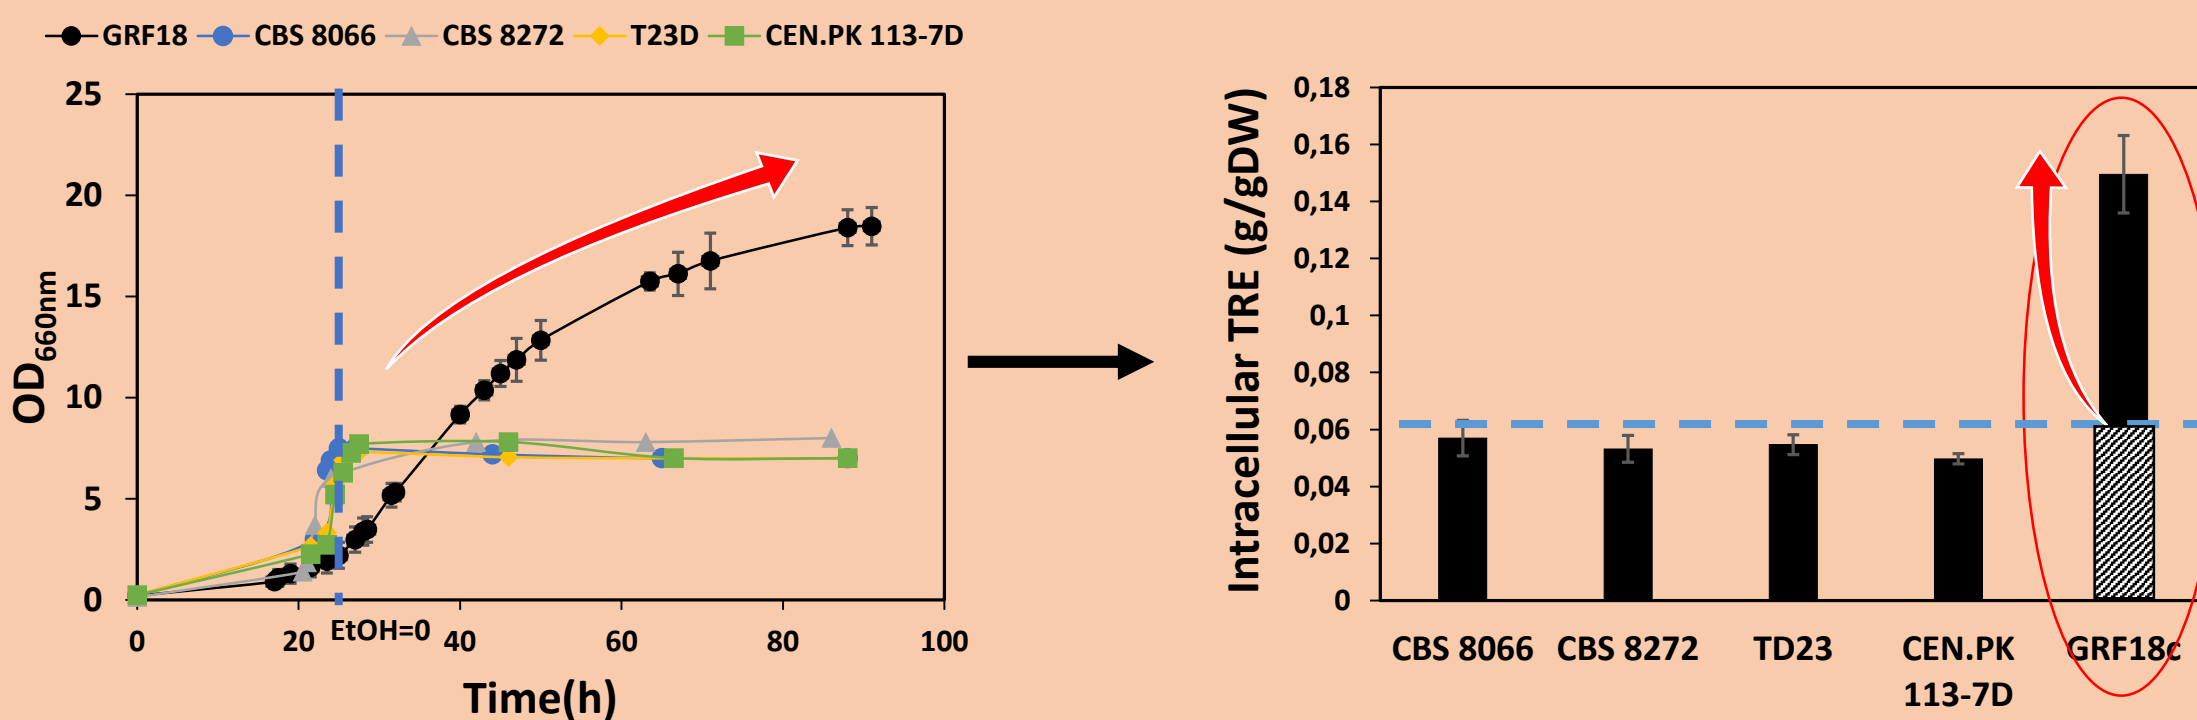 GRF18 CBS 8066 CBS 8272 T23D CEN.PK 113-7D
25
20
15
10
5
0
OD660nm
0 20 40 60 80 100
EtOH=0
Time(h)
0,18
0,16
0,14
0,12
0,1
0,08
0,06
0,04
0,02
0
Intracellular TRE (g/gDW)
CBS 8066 CBS 8272 TD23 CEN.PK GRF18c
113-7D